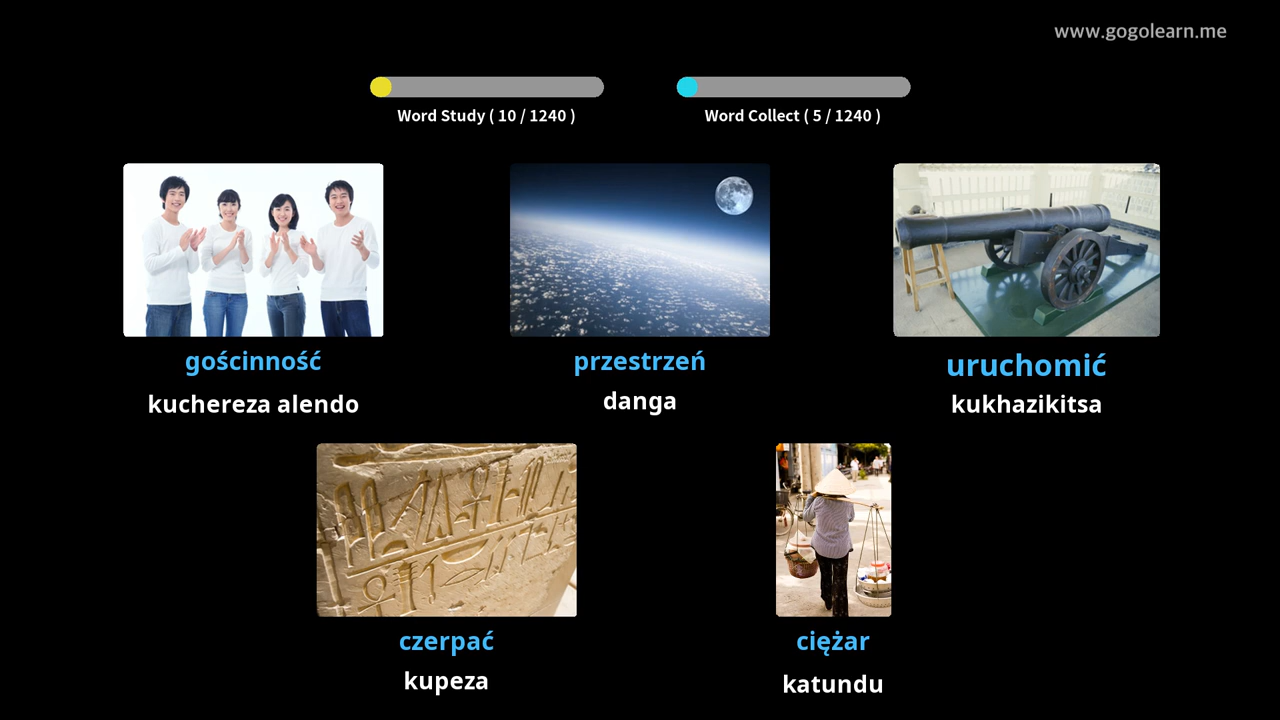 www.gogolearn.me
Word Study ( 10 / 1240 )
Word Collect ( 5 / 1240 )
gościnność
kuchereza alendo
przestrzeń
danga
uruchomić
kukhazikitsa
czerpać
kupeza
ciężar
katundu